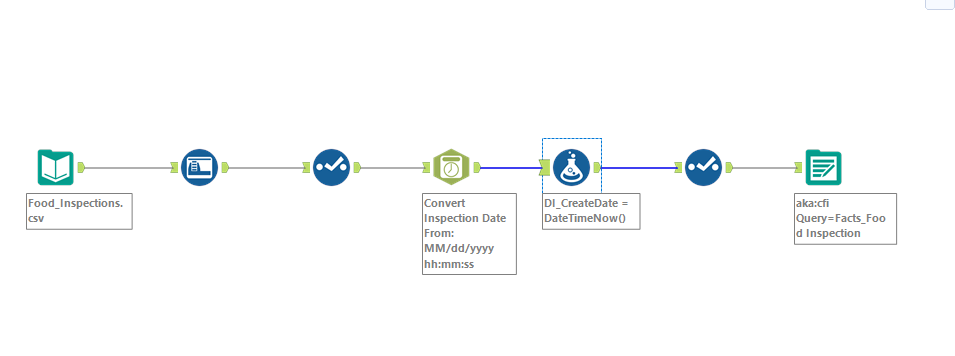 Food_Inspections.
csv
Convert
Inspection Date
From:
MM/dd/yyyy
hh:mm:ss
DI_CreateDate =
DateTimeNow()
aka:cfi
Query=Facts_Foo
d Inspection